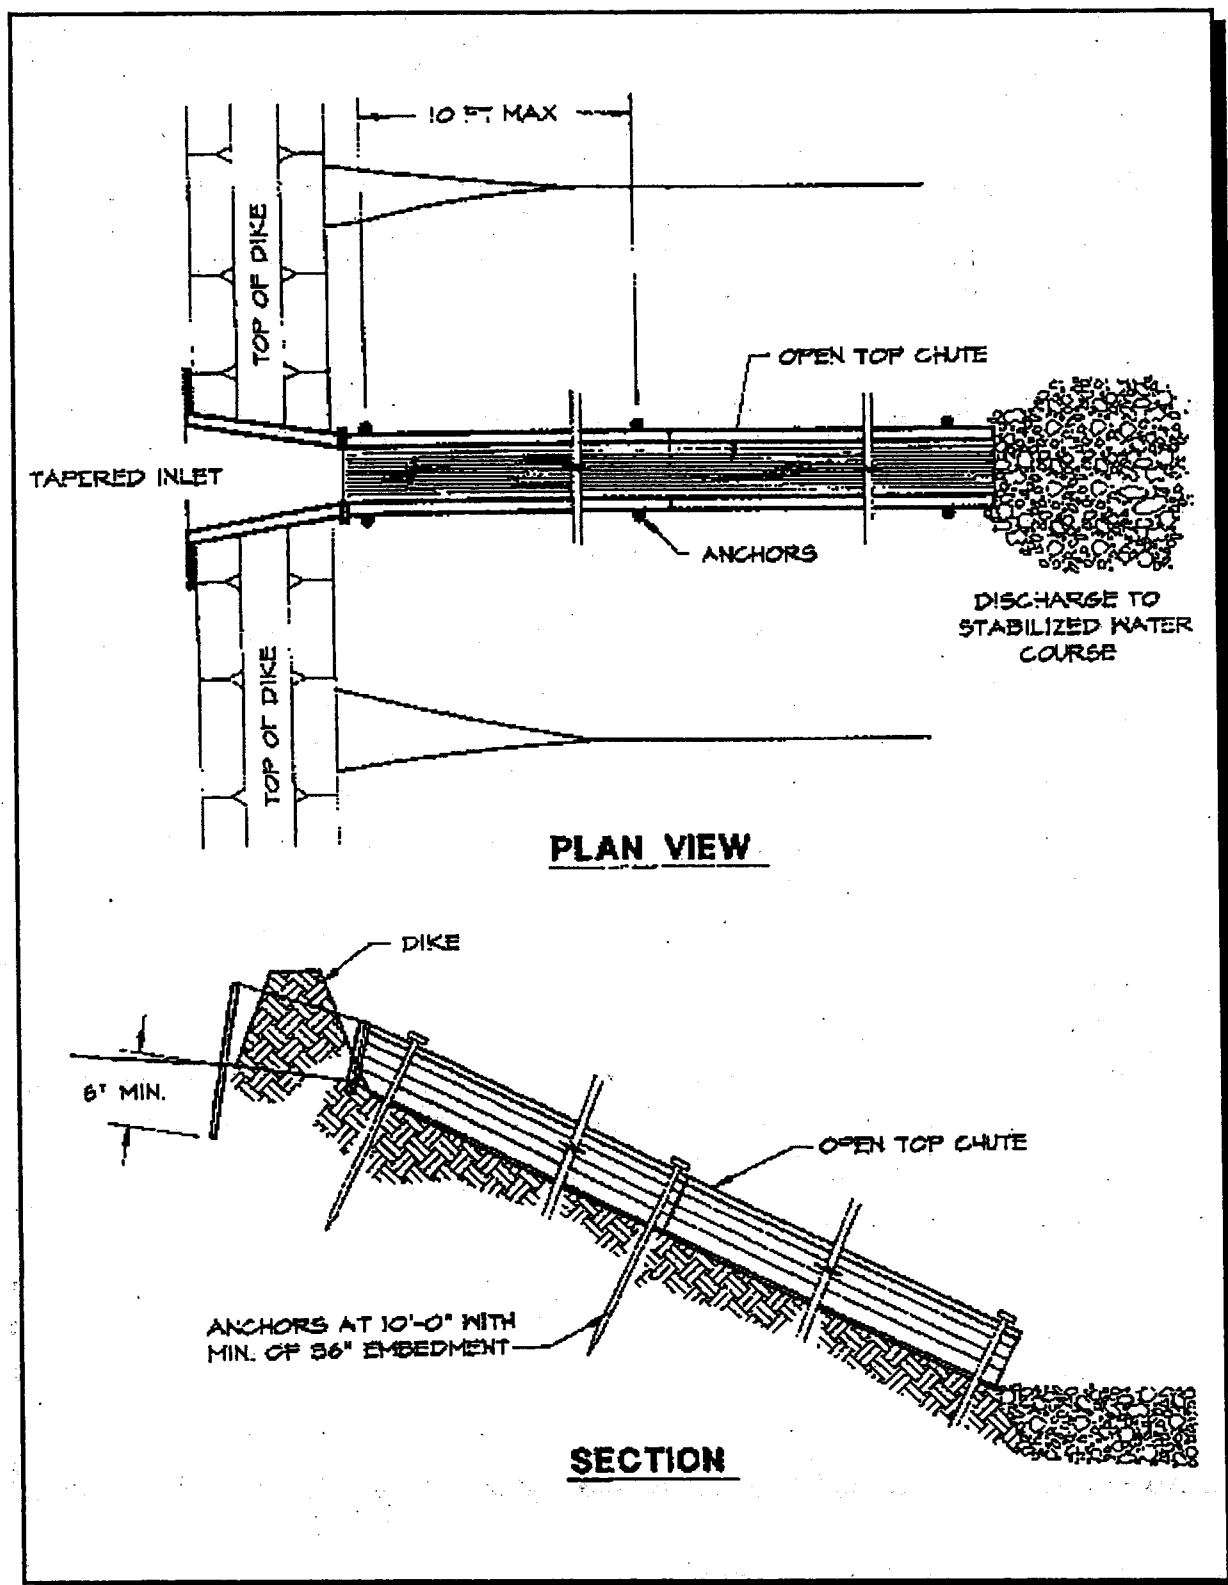 10 FT MAX
TOP OF DIKE
OPEN TOP CHUTE
TAPERED INLET
ANCHORS
DISCHARGE TO
STABILIZED WATER
COURSE
TOP OF DIKE
PLAN VIEW
DIKE
MIN.
OPEN TOP CHUTE
ANCHORS AT 10'-0" WITH
MIN. OF 36" EMBEDMENT
SECTION